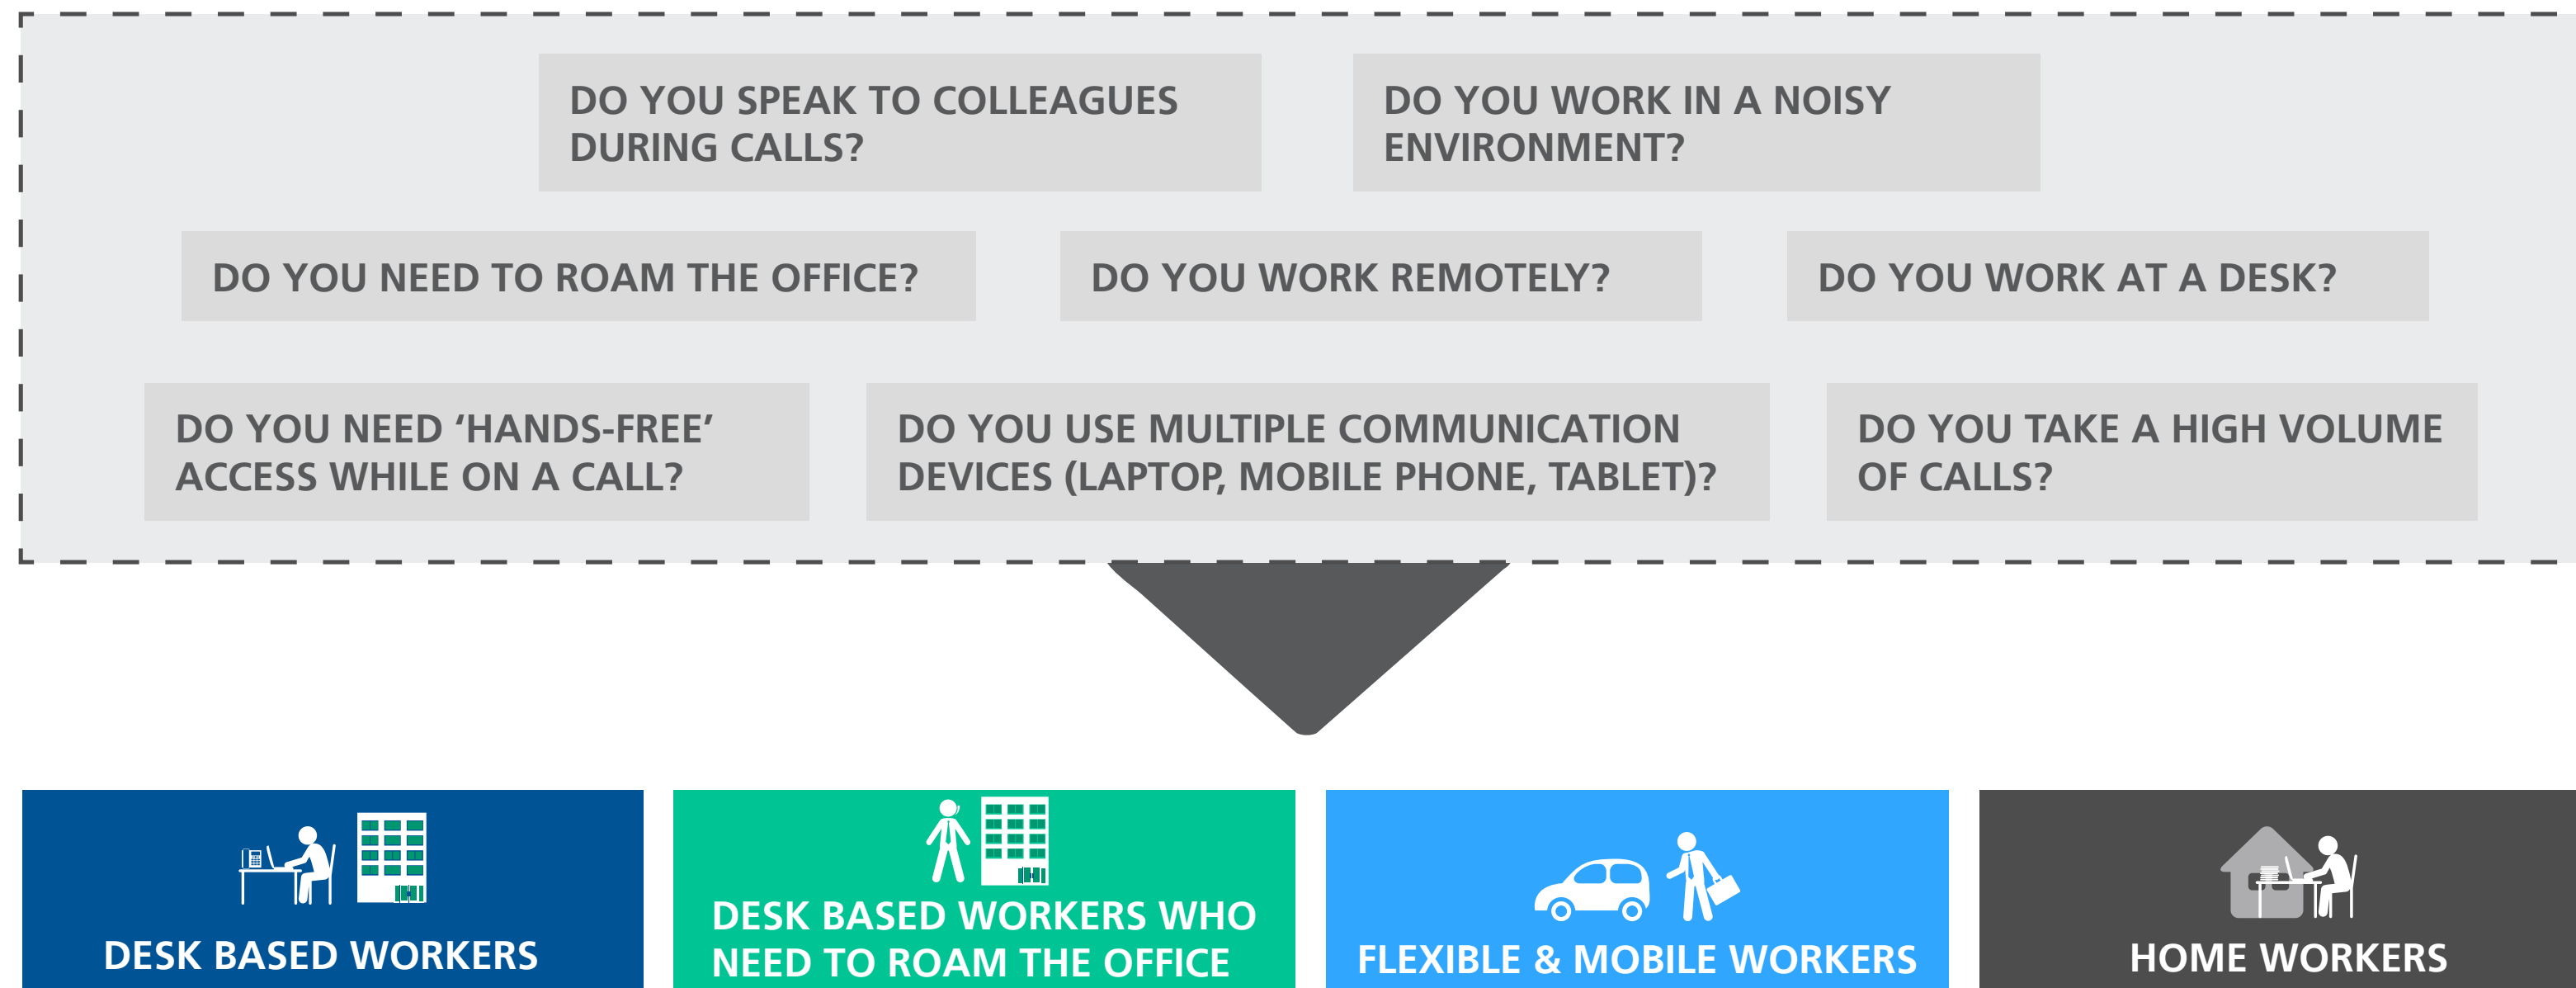 DO YOU SPEAK TO COLLEAGUES
DURING CALLS?
DO YOU WORK IN A NOISY
ENVIRONMENT?
DO YOU NEED TO ROAM THE OFFICE?
DO YOU WORK REMOTELY?
DO YOU WORK AT A DESK?
DO YOU NEED ‘HANDS-FREE’
ACCESS WHILE ON A CALL?
DO YOU USE MULTIPLE COMMUNICATION
DEVICES (LAPTOP, MOBILE PHONE, TABLET)?
DO YOU TAKE A HIGH VOLUME
OF CALLS?
DESK BASED WORKERS
DESK BASED WORKERS WHO
NEED TO ROAM THE OFFICE
FLEXIBLE & MOBILE WORKERS
HOME WORKERS